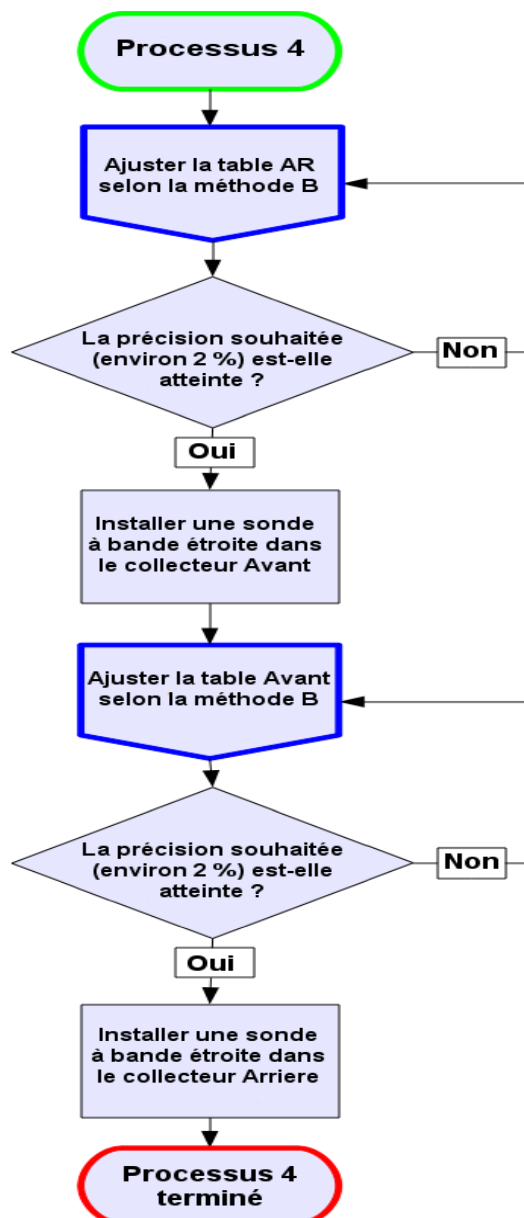 Processus 4
Ajuster la table AR
selon la méthode B
La précision souhaitée
(environ 2 %) est-elle
atteinte ?
Non
Oui
Installer une sonde
à bande étroite dans
le collecteur Avant
Ajuster la table Avant
selon la méthode B
La précision souhaitée
(environ 2 %) est-elle
atteinte ?
Non
Oui
Installer une sonde
à bande étroite dans
le collecteur Arriere
Processus 4
terminé